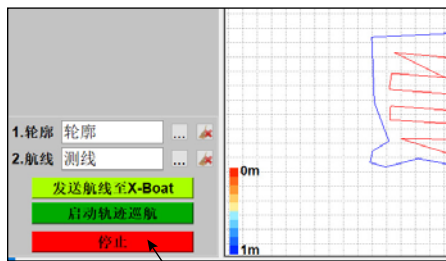 1.轮廓 轮廓 ...
2.航线 测线 ...
发送航线至X-Boat
启动轨迹巡航
停止
0m
1m